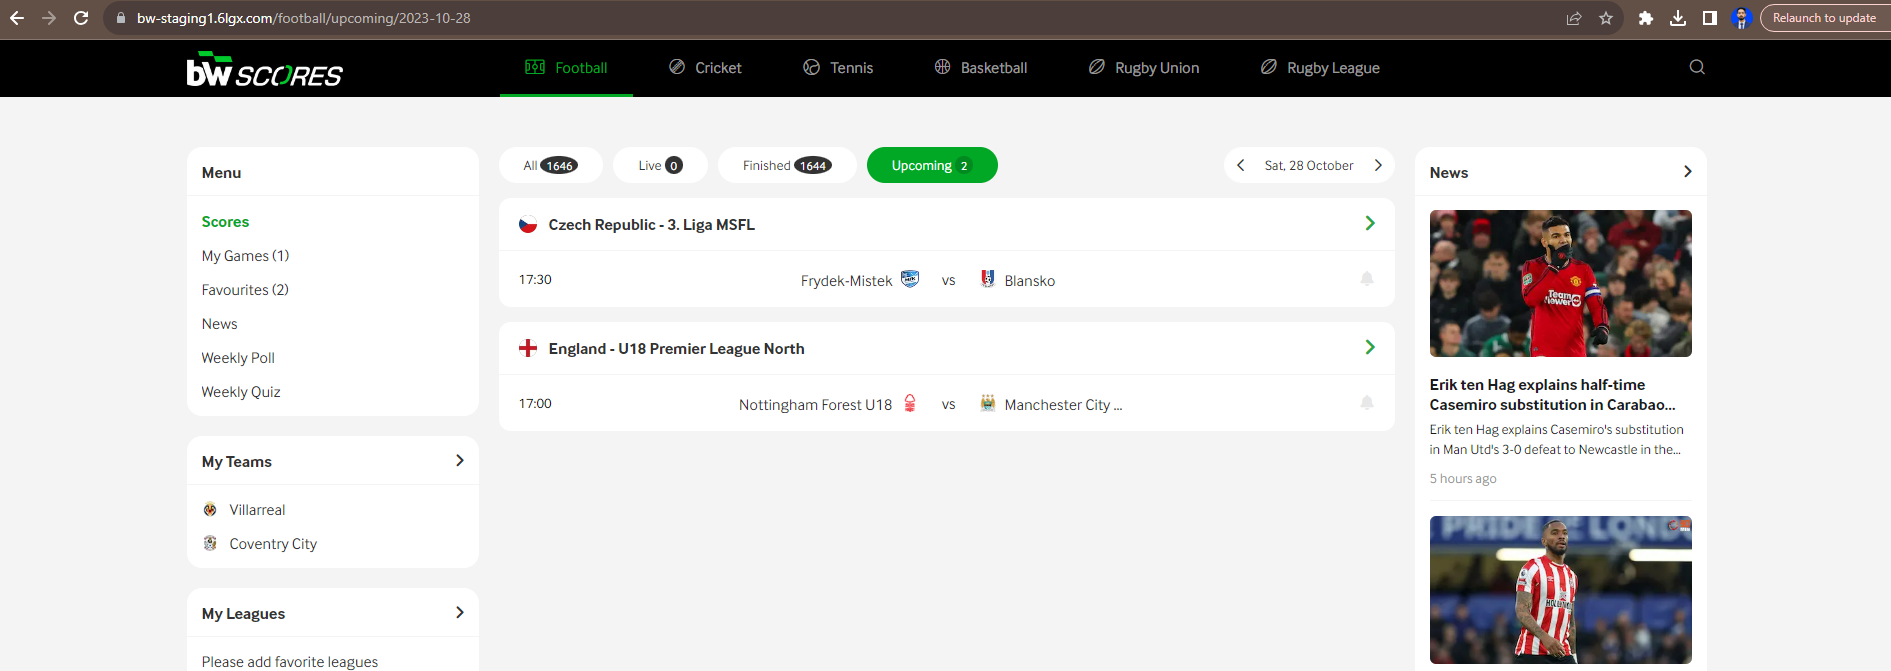 bw-staging1.6lgx.com/football/upcoming/2023-10-28
Relaunch to update
bw SCORES
Football
Cricket
Tennis
Basketball
Rugby Union
Rugby League
Menu
Scores
My Games (1)
Favourites (2)
News
Weekly Poll
Weekly Quiz
My Teams
Villarreal
Coventry City
My Leagues
Please add favorite leagues
All 1646
Live 0
Finished 1644
Upcoming 2
Sat, 28 October
Czech Republic - 3. Liga MSFL
17:30 Frydek-Mistek vs Blansko
England - U18 Premier League North
17:00 Nottingham Forest U18 vs Manchester City ...
News
TeamViewer
Erik ten Hag explains half-time
Casemiro substitution in Carabao...
Erik ten Hag explains Casemiro's substitution
in Man Utd's 3-0 defeat to Newcastle in the...
5 hours ago
PRIDE OF LONDON